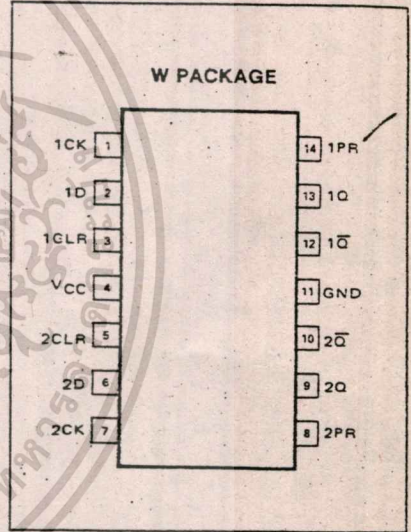 W PACKAGE
1CK 1
1D 2
1CLR 3
VCC 4
2CLR 5
2D 6
2CK 7
14 1PR
13 1Q
12 1Q̅
11 GND
10 2Q̅
9 2Q
8 2PR